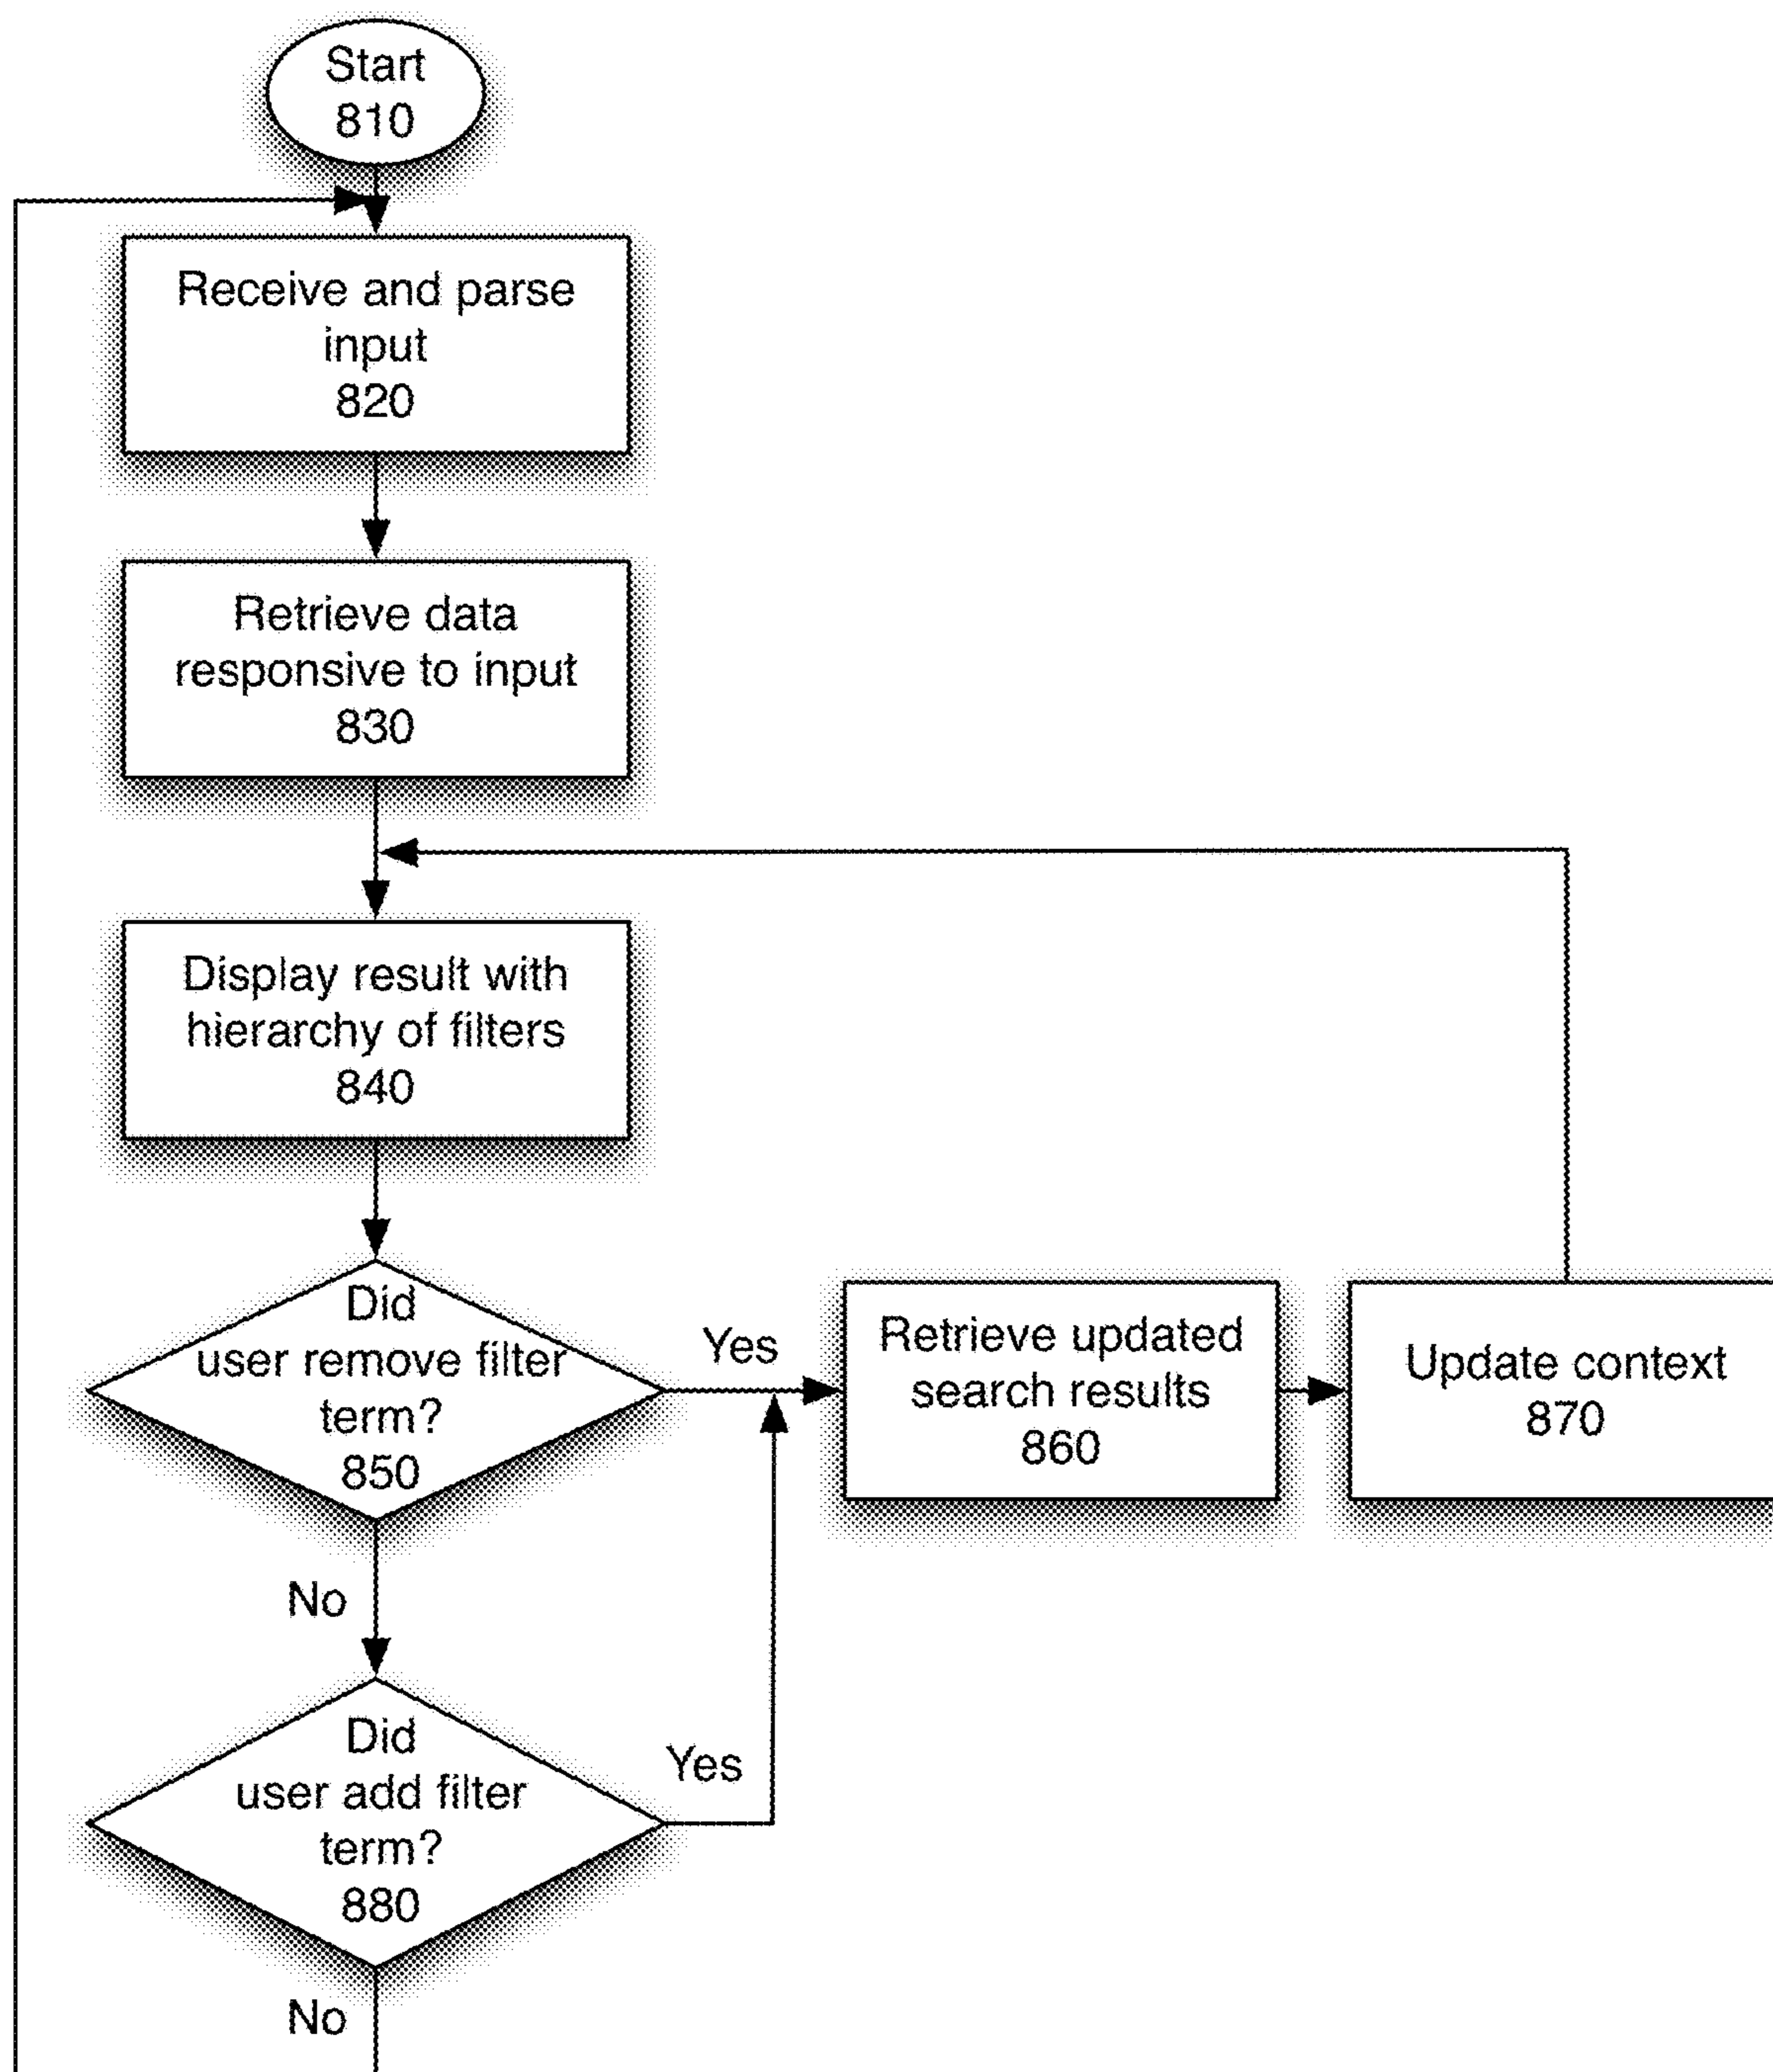 Start
810
Receive and parse
input
820
Retrieve data
responsive to input
830
Display result with
hierarchy of filters
840
Did
user remove filter
term?
850
Yes
Retrieve updated
search results
860
Update context
870
No
Did
user add filter
term?
880
Yes
No